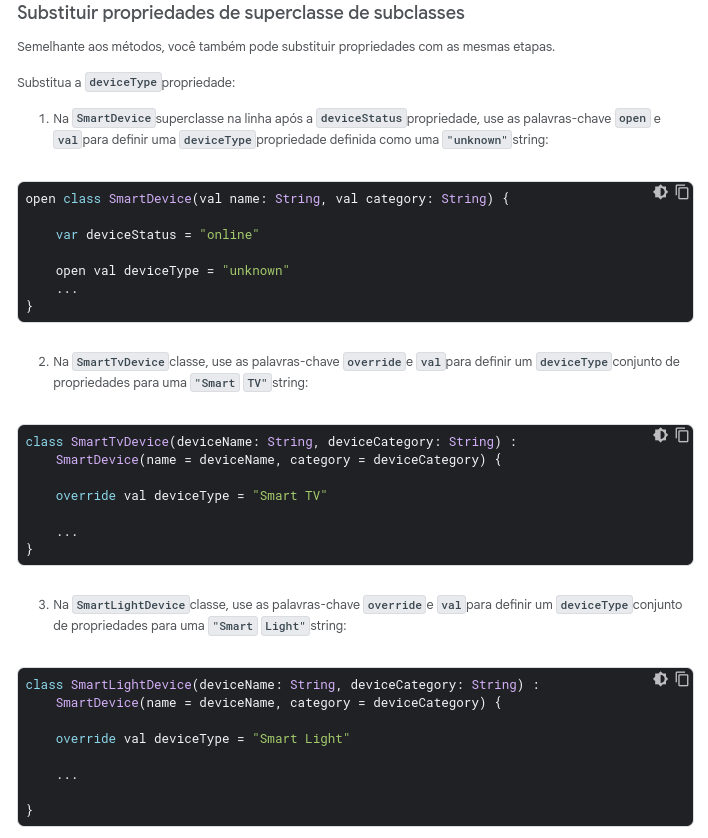 Substituir propriedades de superclasse de subclasses
Semelhante aos métodos, você também pode substituir propriedades com as mesmas etapas.
Substitua a deviceType propriedade:
1. Na SmartDevice superclasse na linha após a deviceStatus propriedade, use as palavras-chave open e
val para definir uma deviceType propriedade definida como uma "unknown" string:
open class SmartDevice(val name: String, val category: String) {
    var deviceStatus = "online"
    open val deviceType = "unknown"
    ...
}
2. Na SmartTvDevice classe, use as palavras-chave override e val para definir um deviceType conjunto de
propriedades para uma "Smart TV" string:
class SmartTvDevice(deviceName: String, deviceCategory: String) :
    SmartDevice(name = deviceName, category = deviceCategory) {
    override val deviceType = "Smart TV"
    ...
}
3. Na SmartLightDevice classe, use as palavras-chave override e val para definir um deviceType conjunto
de propriedades para uma "Smart Light" string:
class SmartLightDevice(deviceName: String, deviceCategory: String) :
    SmartDevice(name = deviceName, category = deviceCategory) {
    override val deviceType = "Smart Light"
    ...
}